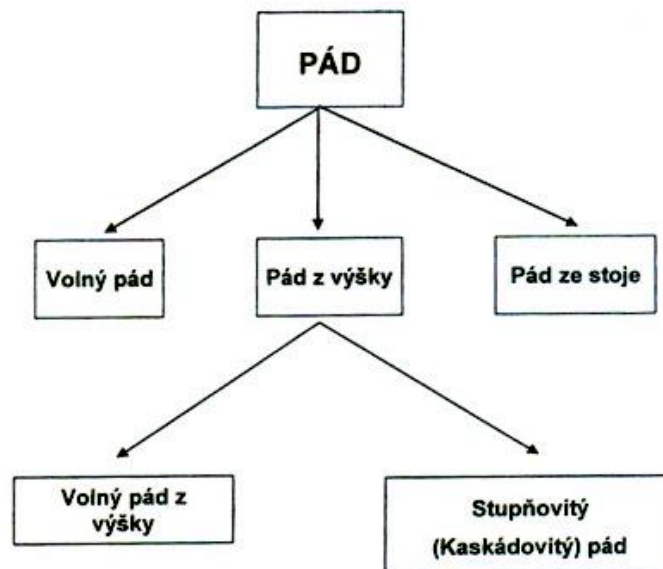 PÁD
Volný pád
Pád z výšky
Pád ze stoje
Volný pád z
výšky
Stupňovitý
(Kaskádovitý) pád